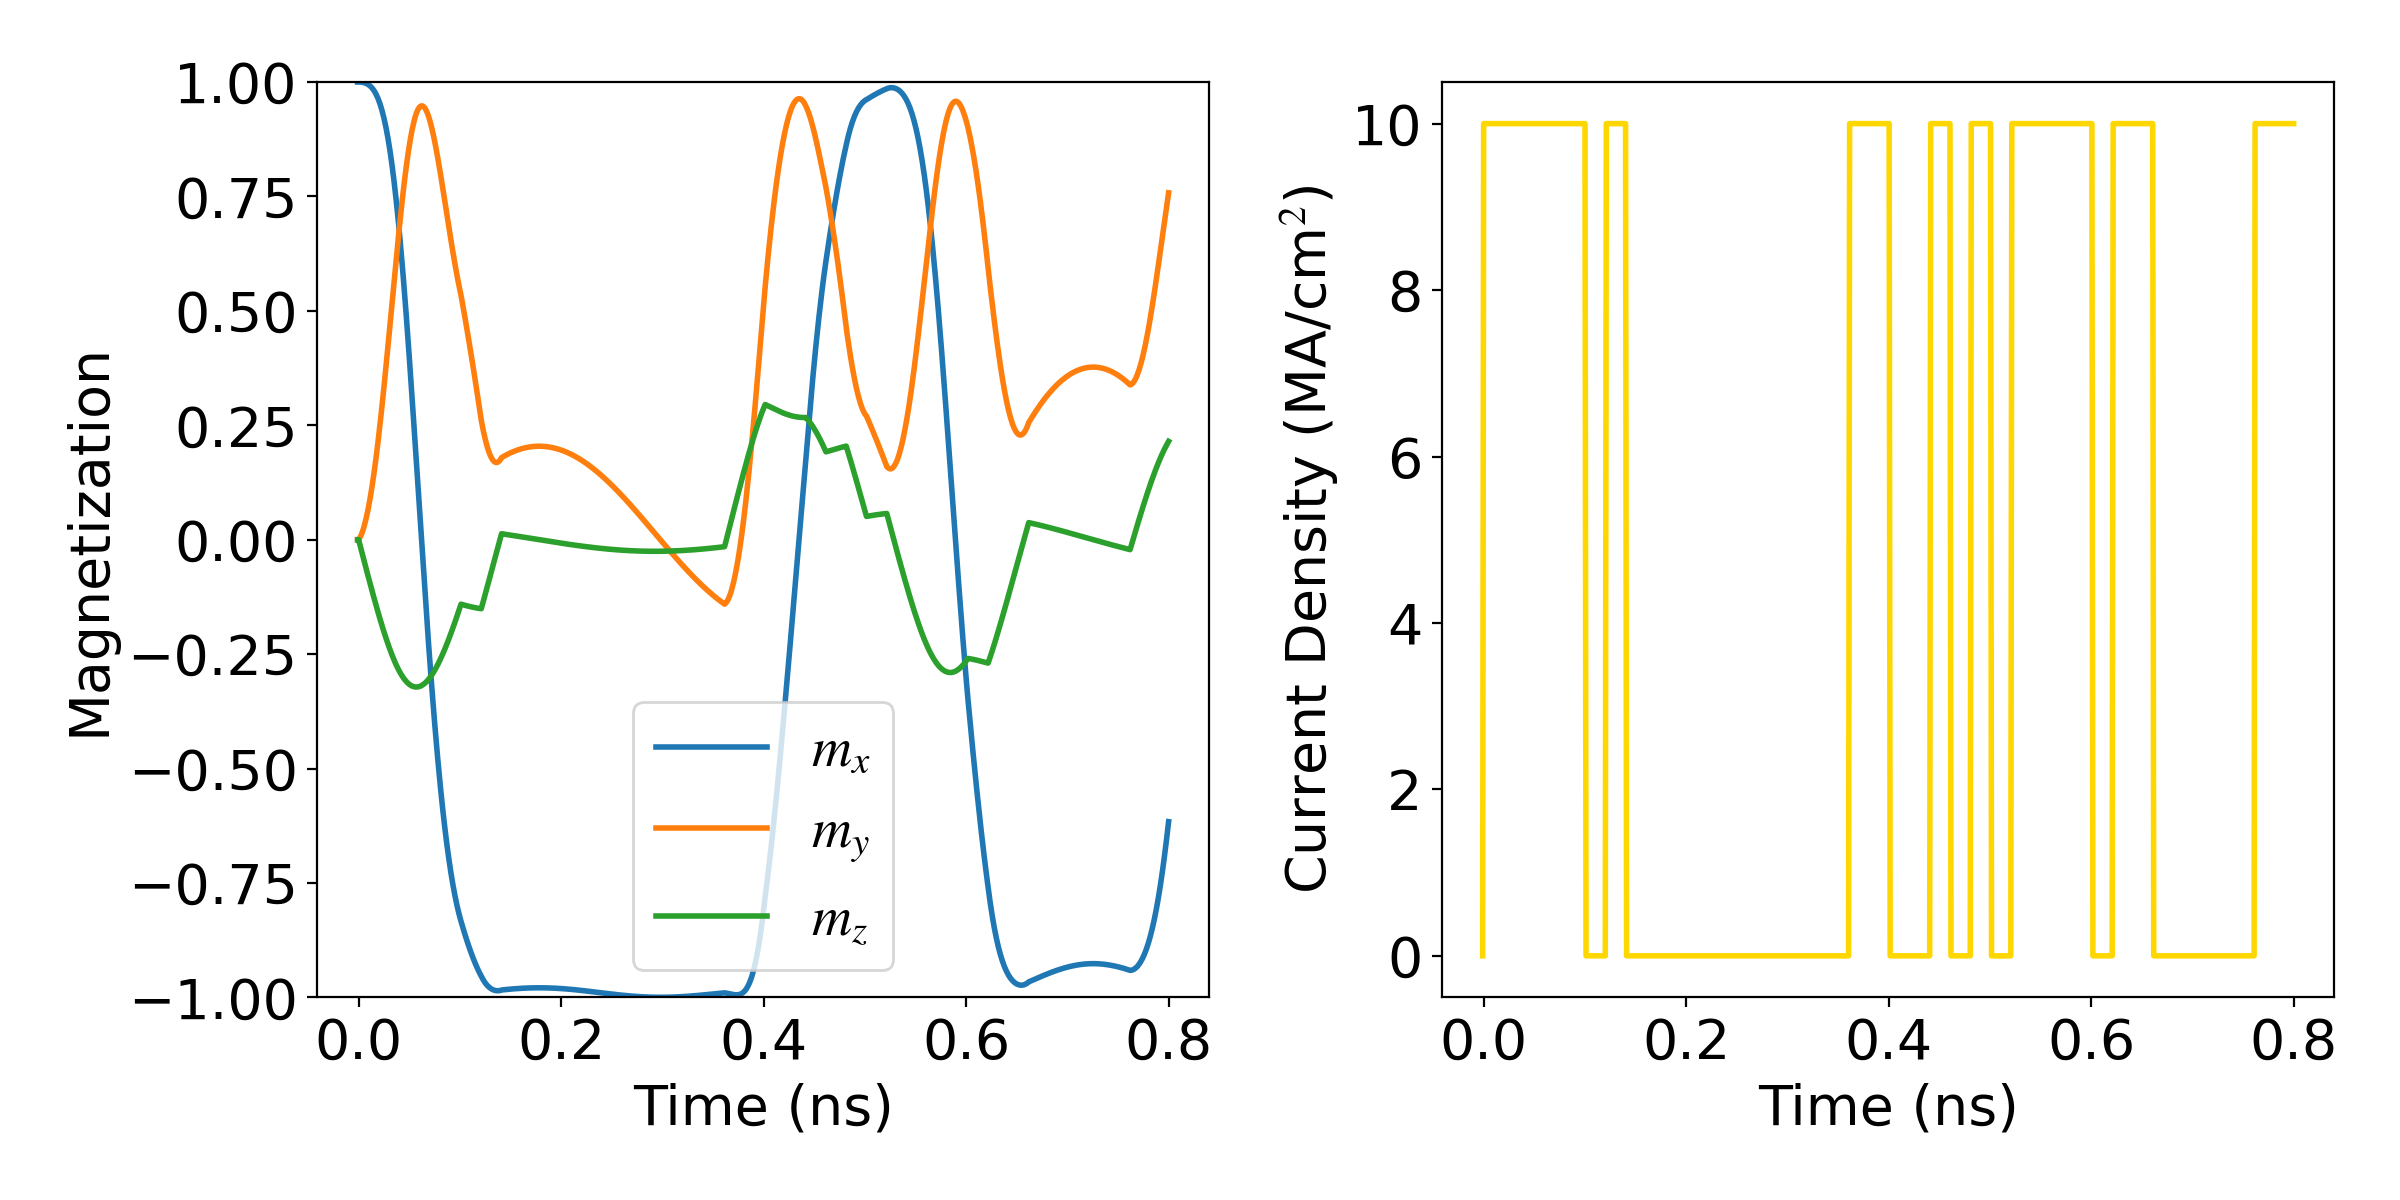 Magnetization
1.00
0.75
0.50
0.25
0.00
−0.25
−0.50
−0.75
−1.00
0.0 0.2 0.4 0.6 0.8
Time (ns)
m_x
m_y
m_z
Current Density (MA/cm²)
10
8
6
4
2
0
0.0 0.2 0.4 0.6 0.8
Time (ns)